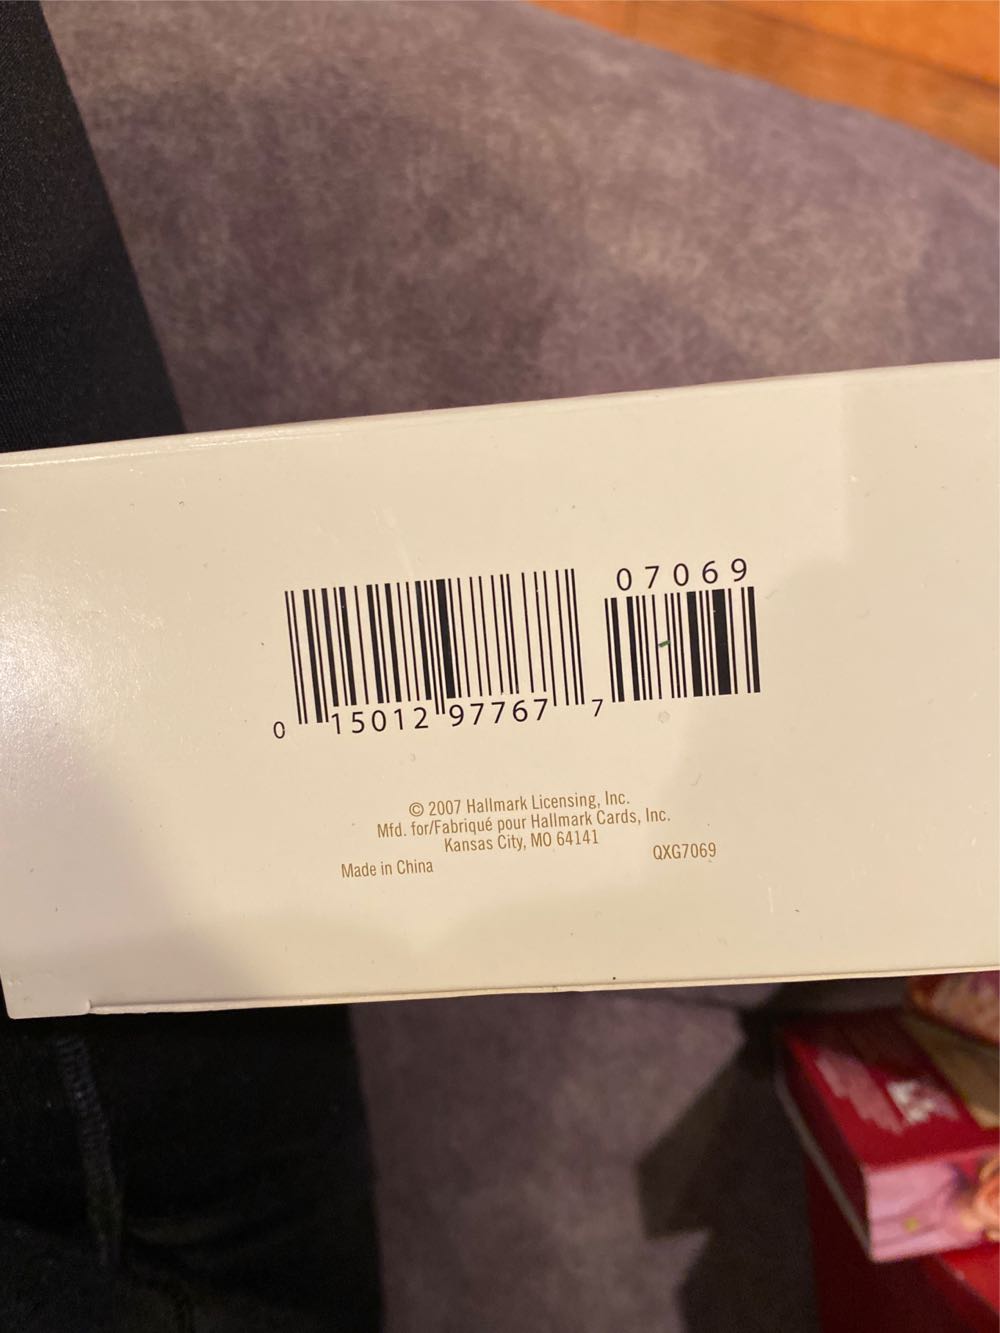 07069
0 15012 97767 7
© 2007 Hallmark Licensing, Inc.
Mfd. for/Fabriqué pour Hallmark Cards, Inc.
Kansas City, MO 64141
Made in China QXG7069